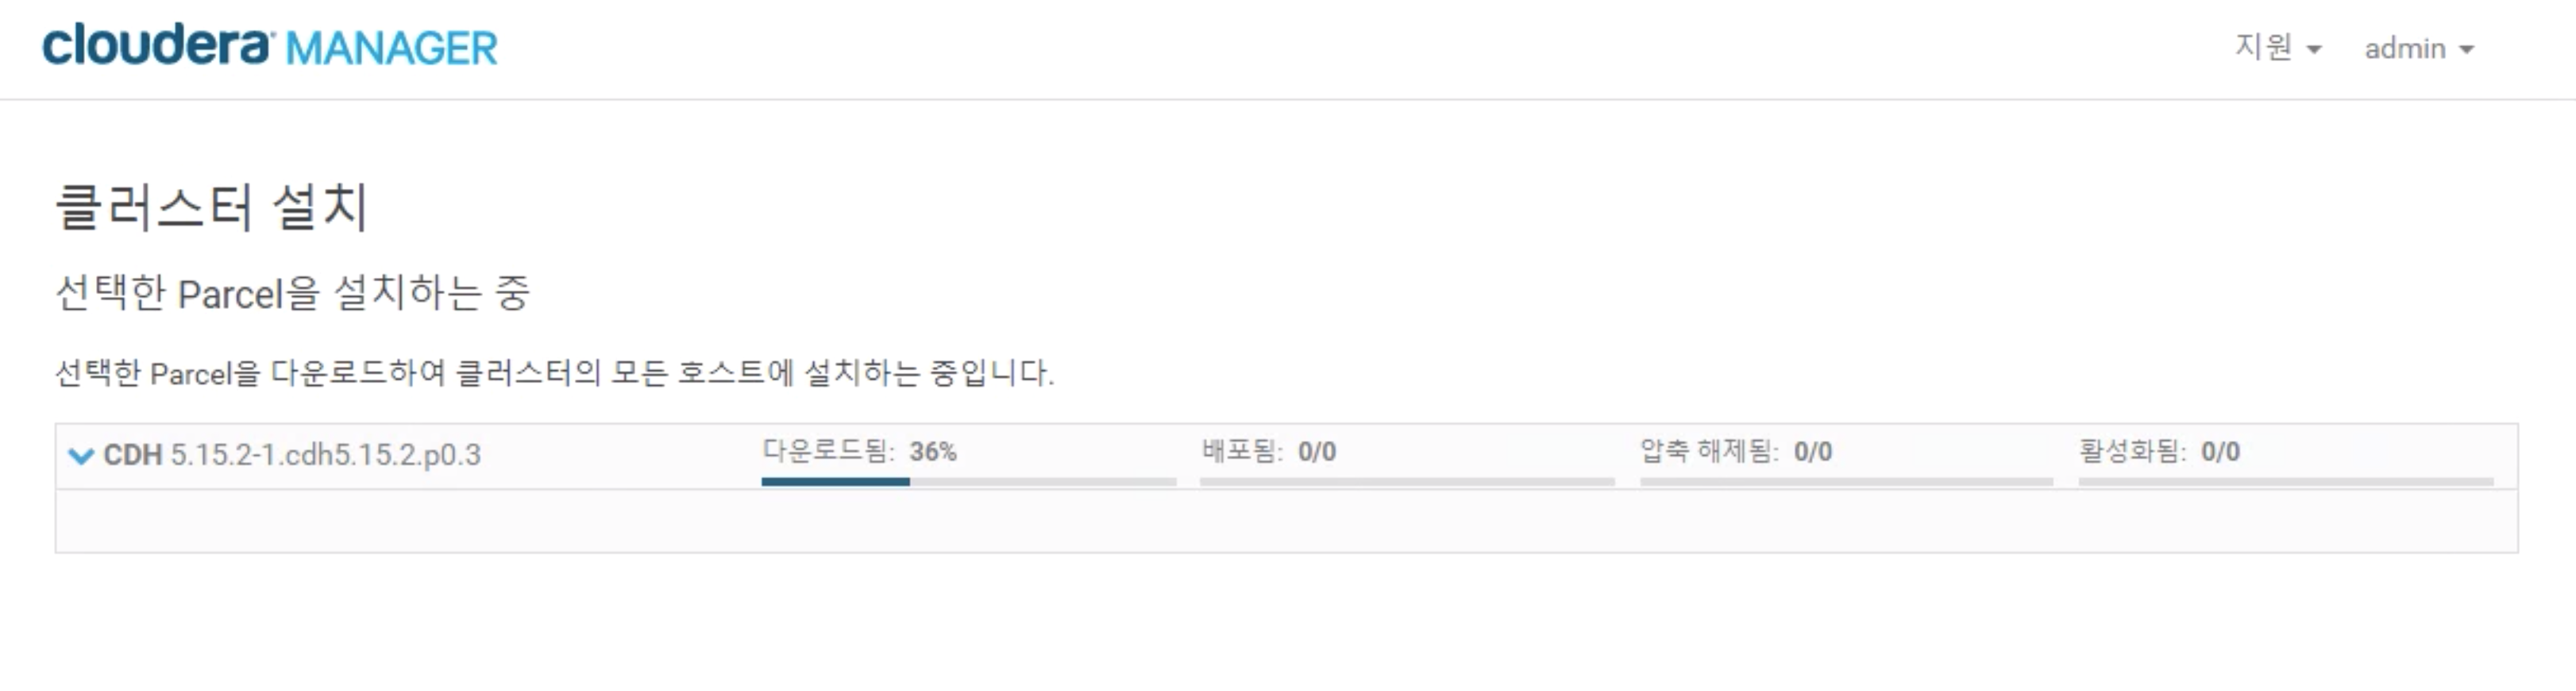 cloudera MANAGER
지원 admin
클러스터 설치
선택한 Parcel을 설치하는 중
선택한 Parcel을 다운로드하여 클러스터의 모든 호스트에 설치하는 중입니다.
CDH 5.15.2-1.cdh5.15.2.p0.3 다운로드됨: 36% 배포됨: 0/0 압축 해제됨: 0/0 활성화됨: 0/0